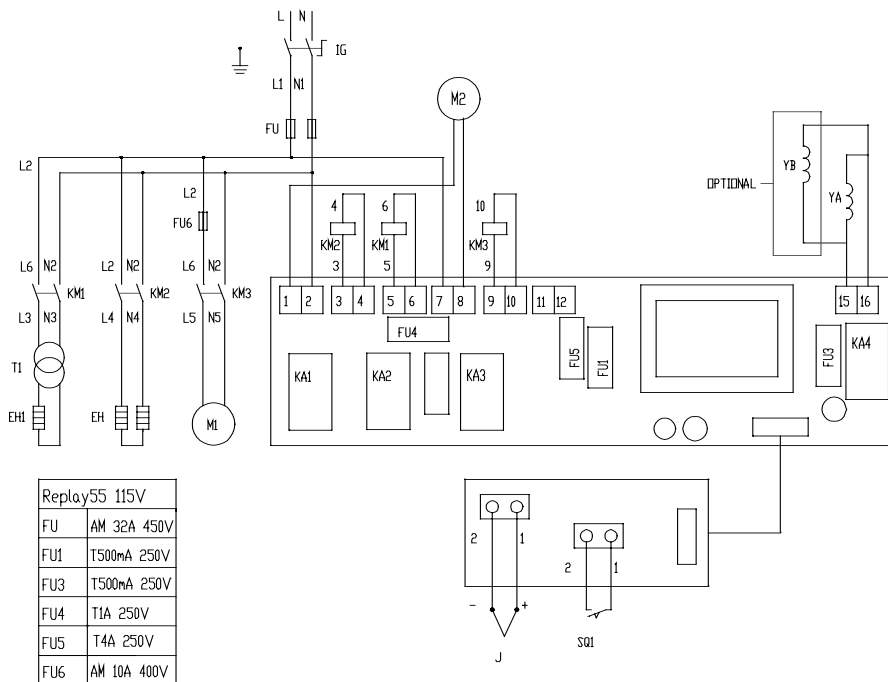 L N
IG
L1 N1
M2
FU
L2
YB
L2
OPTIONAL
YA
4 6 10
FU6
KM2 KM1 KM3
L6 N2 L2 N2 L6 N2 3 5 9
KM1 KM2 KM3
1 2 3 4 5 6 7 8 9 10 11 12 15 16
L3 N3 L4 N4 L5 N5
FU4
FU5 FU1 FU3 KA4
T1
KA1 KA2 KA3
EH1 EH M1
Replay55 115V
FU AM 32A 450V
FU1 T500mA 250V
FU3 T500mA 250V
FU4 T1A 250V
FU5 T4A 250V
FU6 AM 10A 400V
2 1
2 1
- +
SQ1
J